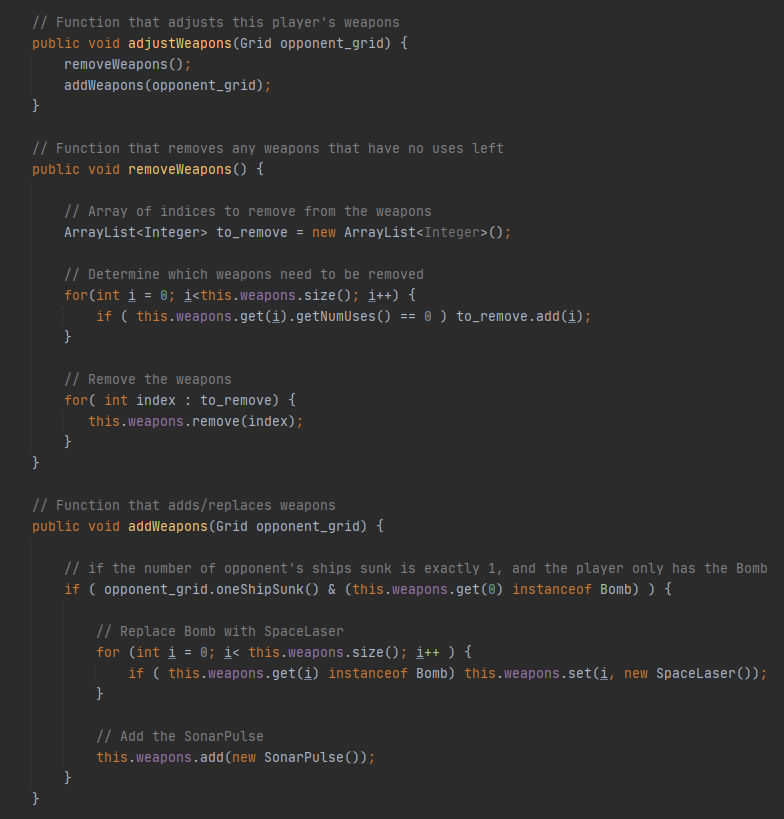 // Function that adjusts this player's weapons
public void adjustWeapons(Grid opponent_grid) {
    removeWeapons();
    addWeapons(opponent_grid);
}

// Function that removes any weapons that have no uses left
public void removeWeapons() {

    // Array of indices to remove from the weapons
    ArrayList<Integer> to_remove = new ArrayList<Integer>();

    // Determine which weapons need to be removed
    for(int i = 0; i<this.weapons.size(); i++) {
        if ( this.weapons.get(i).getNumUses() == 0 ) to_remove.add(i);
    }

    // Remove the weapons
    for( int index : to_remove) {
       this.weapons.remove(index);
    }
}

// Function that adds/replaces weapons
public void addWeapons(Grid opponent_grid) {

    // if the number of opponent's ships sunk is exactly 1, and the player only has the Bomb
    if ( opponent_grid.oneShipSunk() & (this.weapons.get(0) instanceof Bomb) ) {

        // Replace Bomb with SpaceLaser
        for (int i = 0; i< this.weapons.size(); i++ ) {
            if ( this.weapons.get(i) instanceof Bomb) this.weapons.set(i, new SpaceLaser());
        }

        // Add the SonarPulse
        this.weapons.add(new SonarPulse());
    }
}